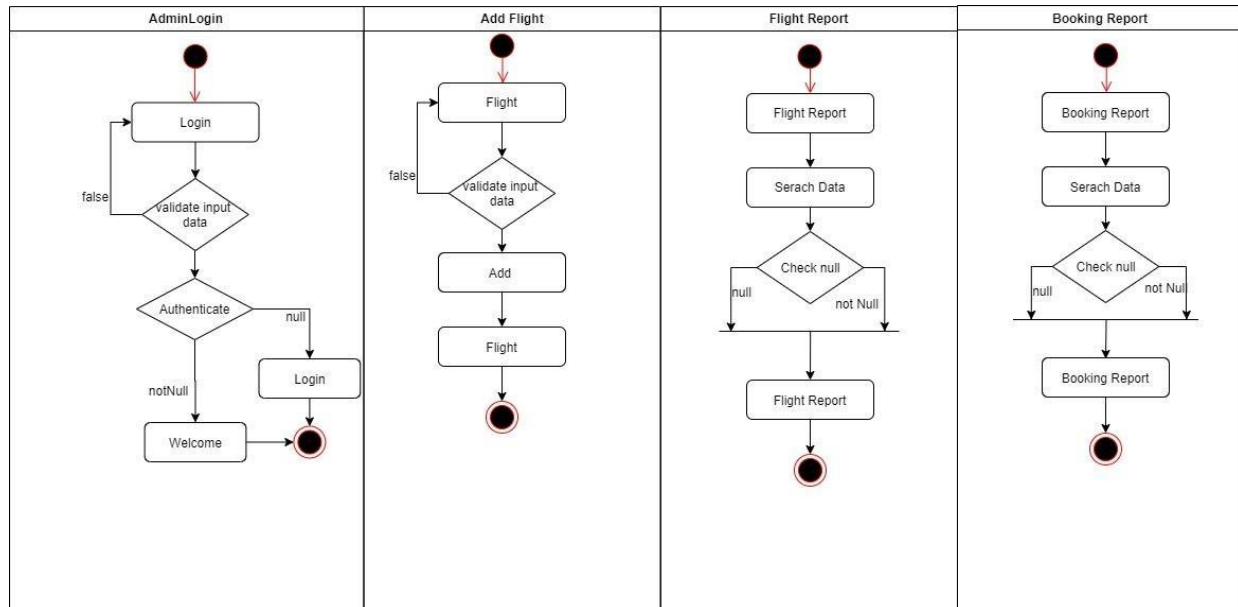 AdminLogin
Login
false
validate input
data
Authenticate
null
notNull
Login
Welcome
Add Flight
Flight
false
validate input
data
Add
Flight
Flight Report
Flight Report
Serach Data
Check null
null
not Null
Flight Report
Booking Report
Booking Report
Serach Data
Check null
null
not Null
Booking Report